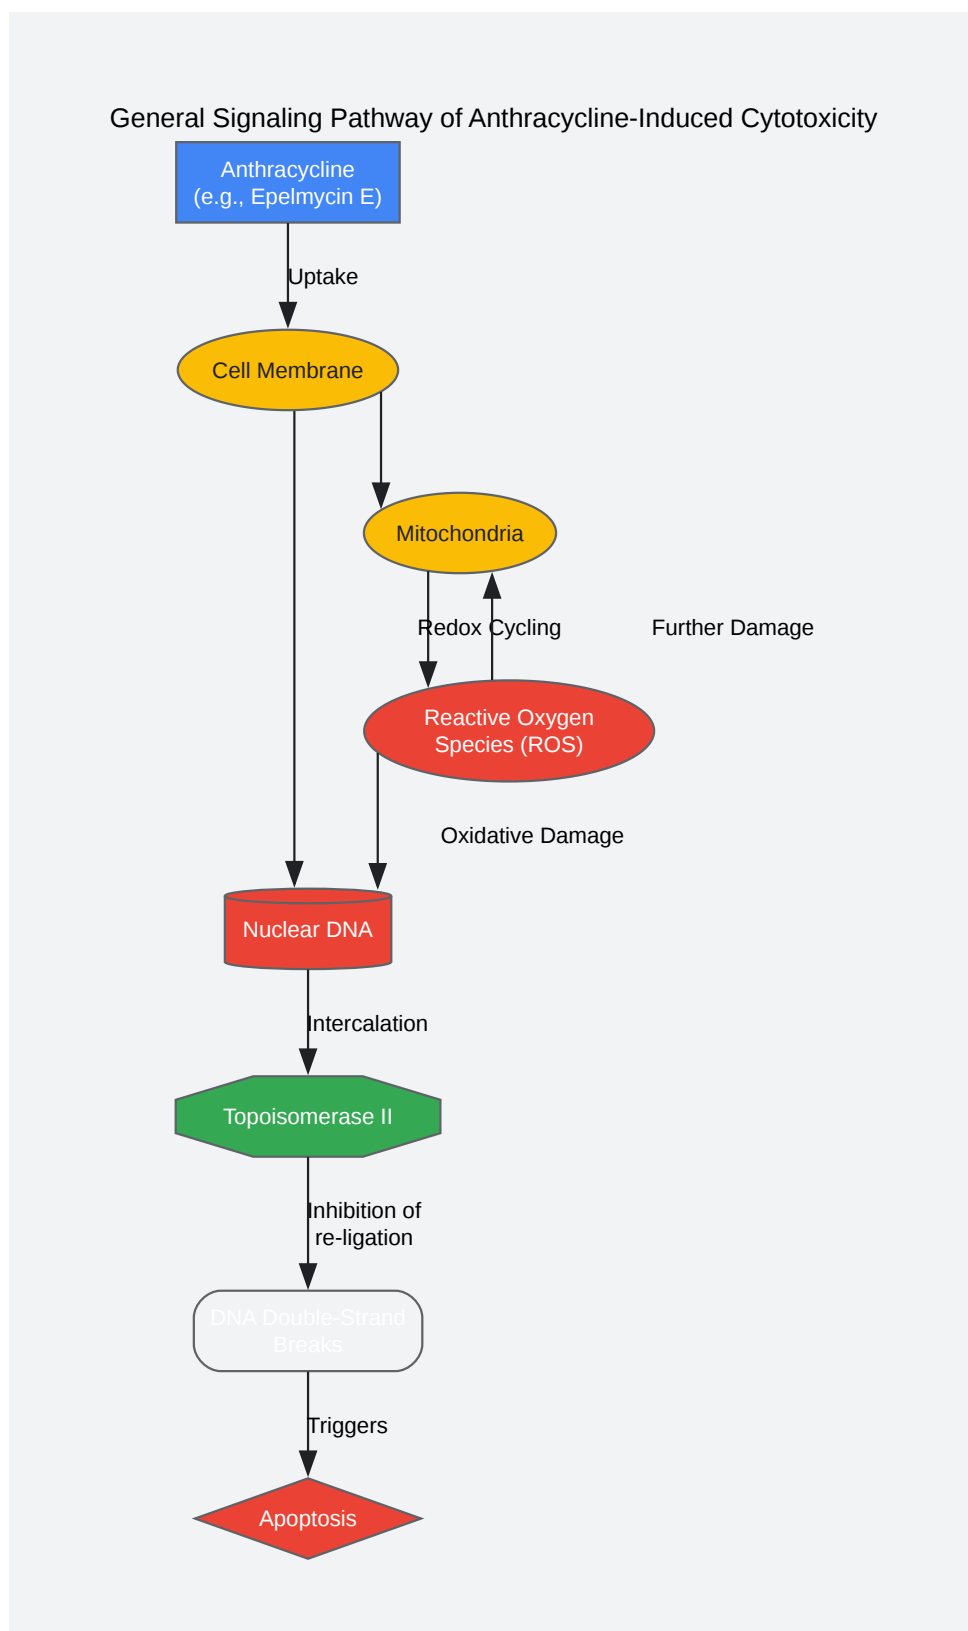 General Signaling Pathway of Anthracycline-Induced Cytotoxicity
Anthracycline
(e.g., Epelmycin E)
Uptake
Cell Membrane
Mitochondria
Redox Cycling
Further Damage
Reactive Oxygen
Species (ROS)
Oxidative Damage
Nuclear DNA
Intercalation
Topoisomerase II
Inhibition of
re-ligation
DNA Double-Strand
Breaks
Triggers
Apoptosis